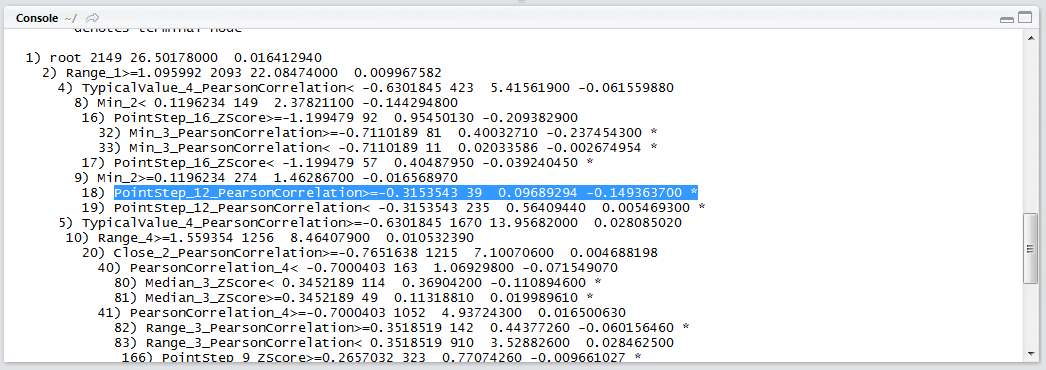 Console ~/
denotes terminal node
1) root 2149 26.50178000 0.016412940
2) Range_1>=1.095992 2093 22.08474000 0.009967582
4) TypicalValue_4_PearsonCorrelation< -0.6301845 423 5.41561900 -0.061559880
8) Min_2< 0.1196234 149 2.37821100 -0.144294800
16) PointStep_16_ZScore>=-1.199479 92 0.95450130 -0.209382900
32) Min_3_PearsonCorrelation>=-0.7110189 81 0.40032710 -0.237454300 *
33) Min_3_PearsonCorrelation< -0.7110189 11 0.02033586 -0.002674954 *
17) PointStep_16_ZScore< -1.199479 57 0.40487950 -0.039240450 *
9) Min_2>=0.1196234 274 1.46286700 -0.016568970
18) PointStep_12_PearsonCorrelation>=-0.3153543 39 0.09689294 -0.149363700 *
19) PointStep_12_PearsonCorrelation< -0.3153543 235 0.56409440 0.005469300 *
5) TypicalValue_4_PearsonCorrelation>=-0.6301845 1670 13.95682000 0.028085020
10) Range_4>=1.559354 1256 8.46407900 0.010532390
20) Close_2_PearsonCorrelation>=-0.7651638 1215 7.10070600 0.004688198
40) PearsonCorrelation_4< -0.7000403 163 1.06929800 -0.071549070
80) Median_3_ZScore< 0.3452189 114 0.36904200 -0.110894600 *
81) Median_3_ZScore>=0.3452189 49 0.11318810 0.019989610 *
41) PearsonCorrelation_4>=-0.7000403 1052 4.93724300 0.016500630
82) Range_3_PearsonCorrelation>=0.3518519 142 0.44377260 -0.060156460 *
83) Range_3_PearsonCorrelation< 0.3518519 910 3.52882600 0.028462500
166) PointStep_9_ZScore>=0.2657032 323 0.77074260 -0.009661027 *